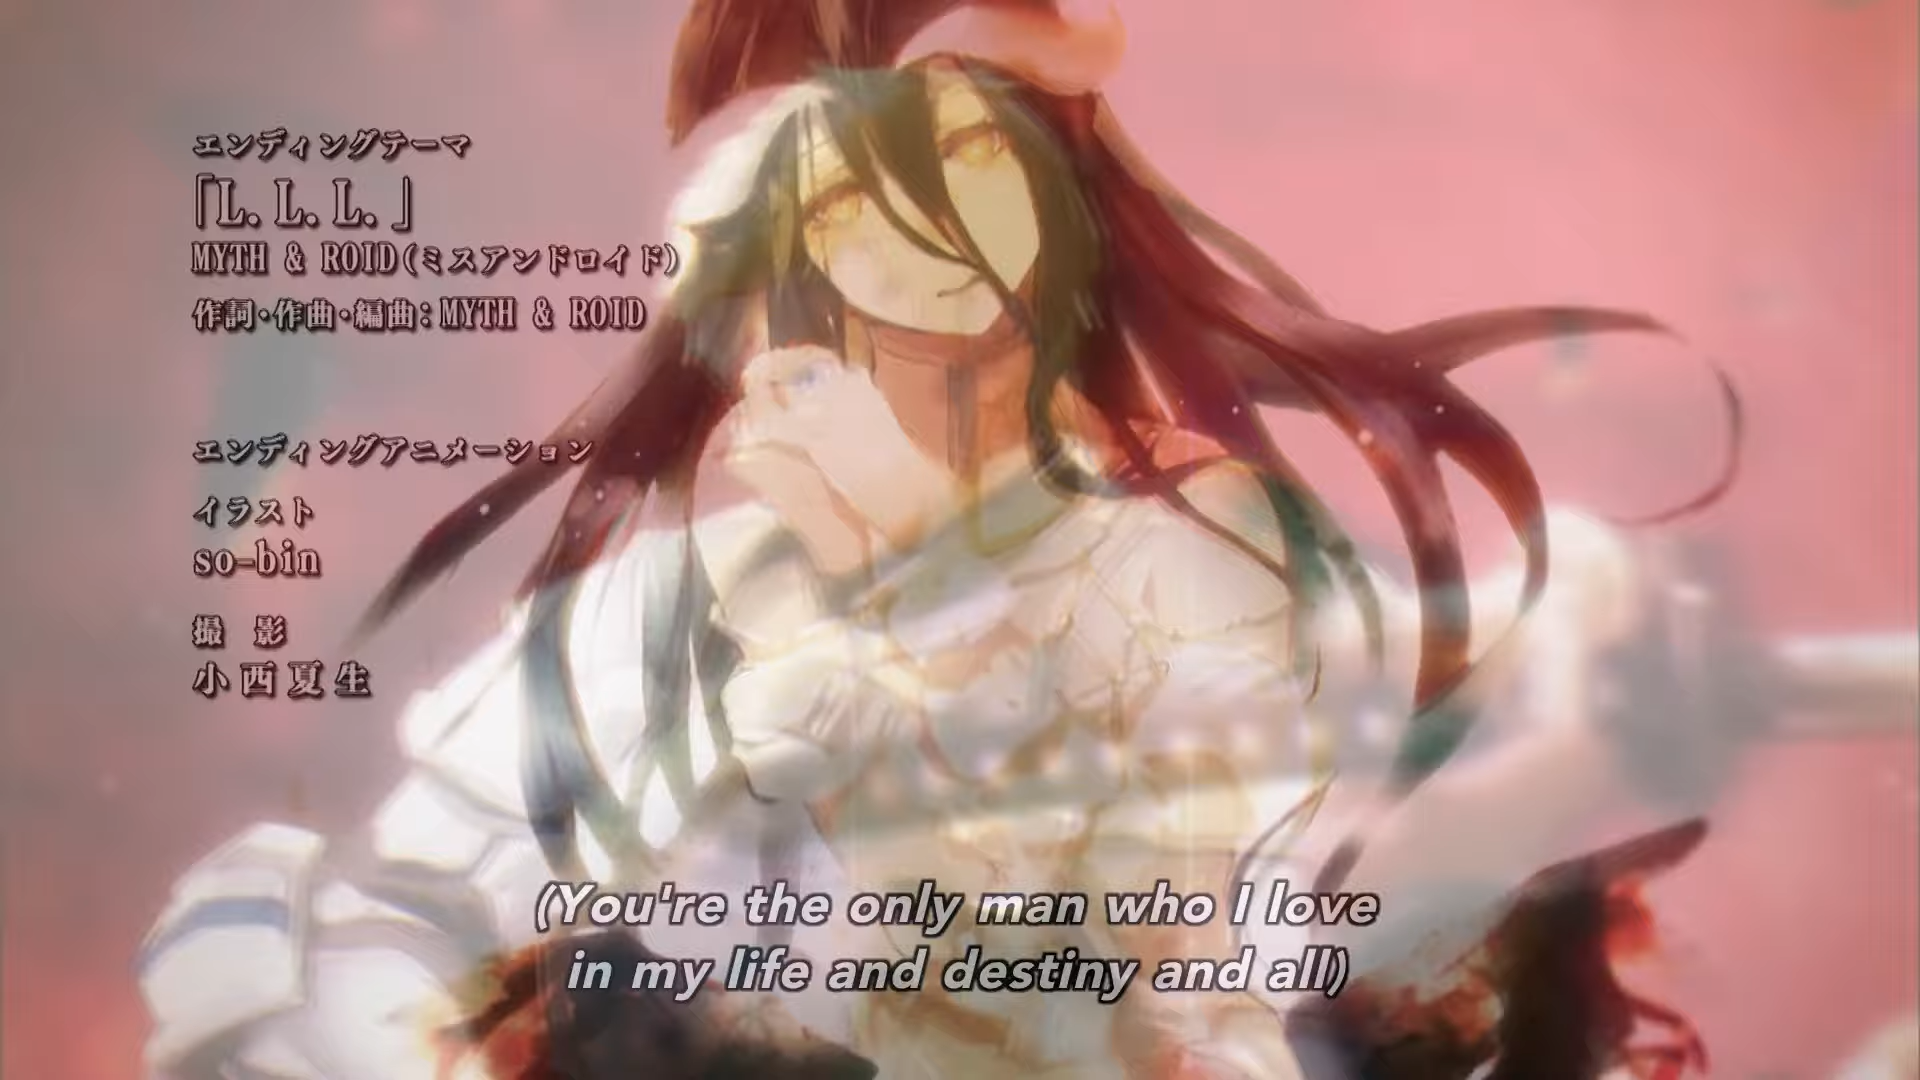 エンディングテーマ
「L. L. L. 」
MYTH & ROID(ミスアンドロイド)
作詞・作曲・編曲:MYTH & ROID
エンディングアニメーション
イラスト
so-bin
撮 影
小西夏生
(You're the only man who I love
in my life and destiny and all)